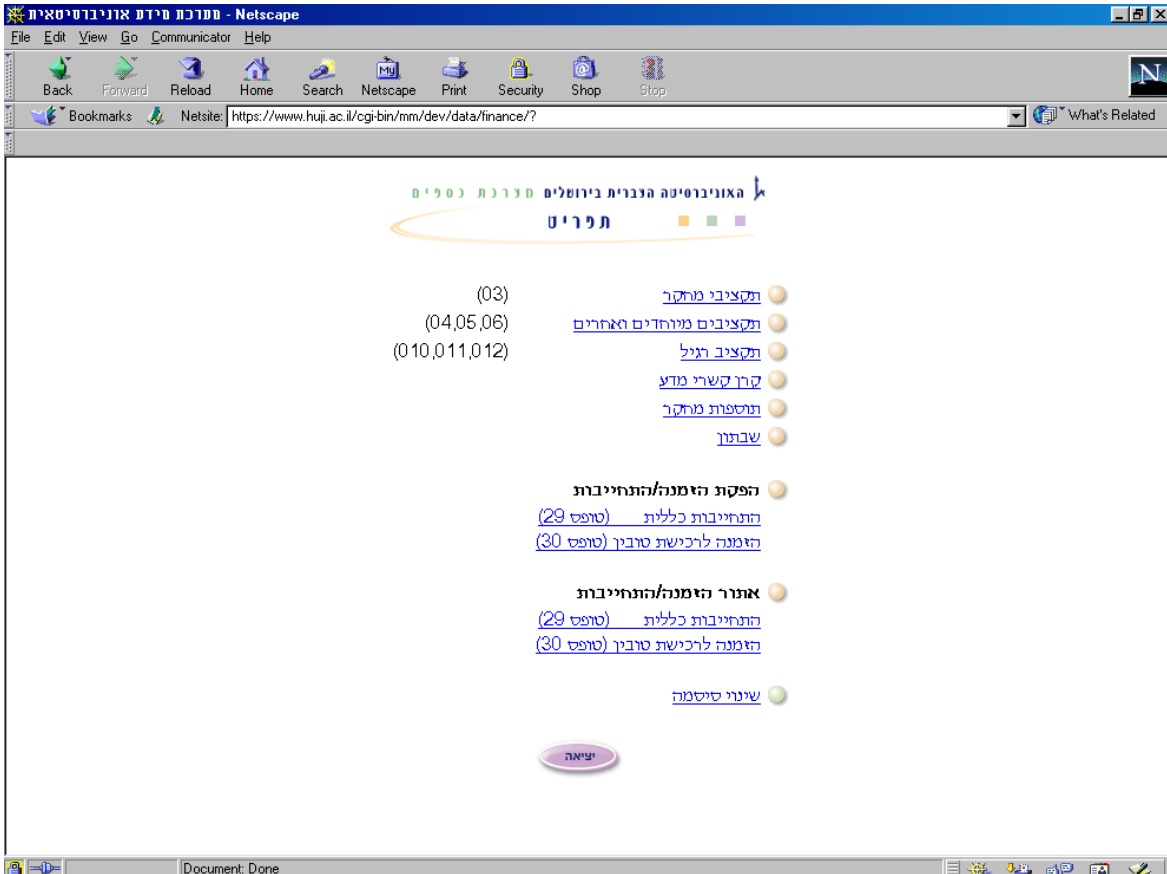 מערכת מידע אוניברסיטאית - Netscape
File Edit View Go Communicator Help
Back Forward Reload Home Search Netscape Print Security Shop Stop
My
N
Bookmarks Netsite: https://www.huji.ac.il/cgi-bin/mm/dev/data/finance/? What's Related
האוניברסיטה העברית בירושלים מערכת כספים
תפריט
תקציבי מחקר (03)
תקציבים מיוחדים ואחרים (04,05,06)
תקציב רגיל (010,011,012)
קרן קשרי מדע
תוספות מחקר
שבתון
הפקת הזמנה/התחייבות
התחייבות כללית (טופס 29)
הזמנה לרכישת טובין (טופס 30)
אתור הזמנה/התחייבות
התחייבות כללית (טופס 29)
הזמנה לרכישת טובין (טופס 30)
שינוי סיסמה
יציאה
Document: Done